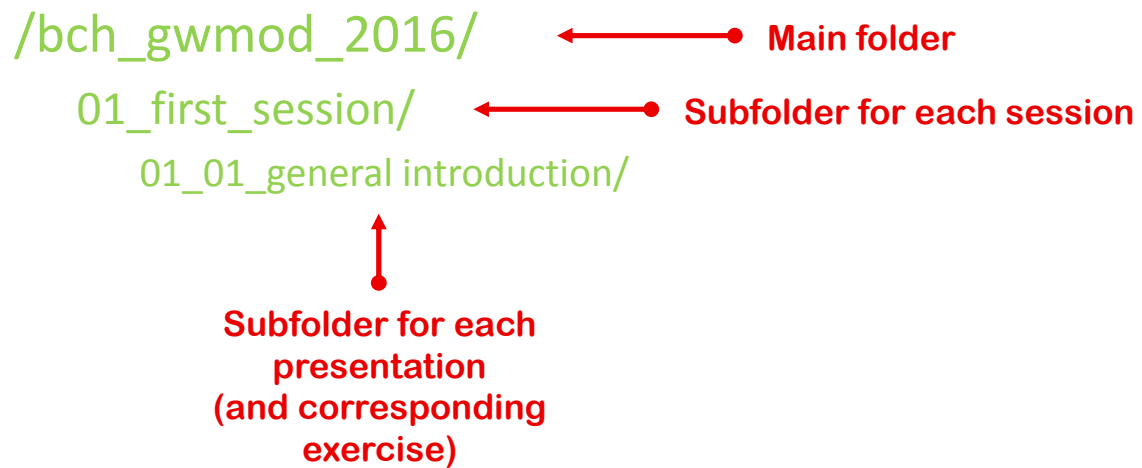 /bch_gwmod_2016/
Main folder
01_first_session/
Subfolder for each session
01_01_general introduction/
Subfolder for each
presentation
(and corresponding
exercise)